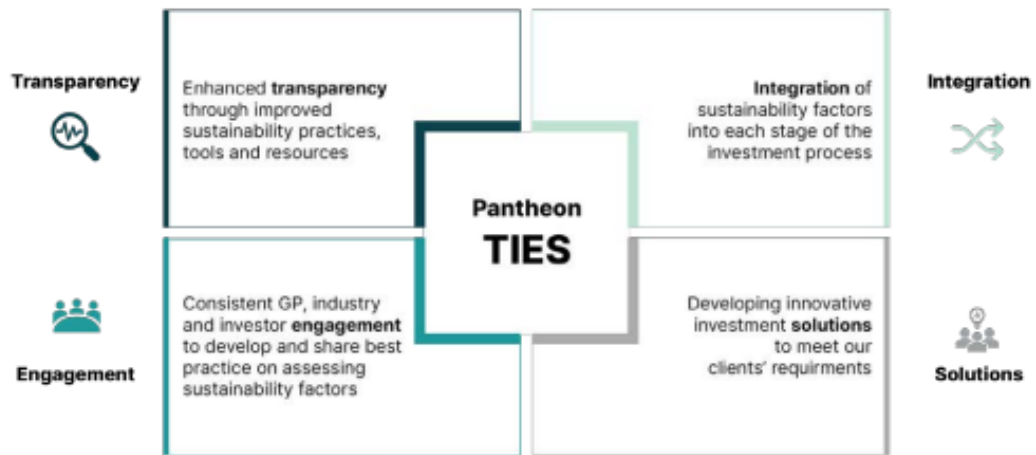 Transparency
Enhanced transparency
through improved
sustainability practices,
tools and resources
Integration of
sustainability factors
into each stage of the
investment process
Integration
Pantheon
TIES
Engagement
Consistent GP, industry
and investor engagement
to develop and share best
practice on assessing
sustainability factors
Developing innovative
investment solutions
to meet our
clients' requirments
Solutions